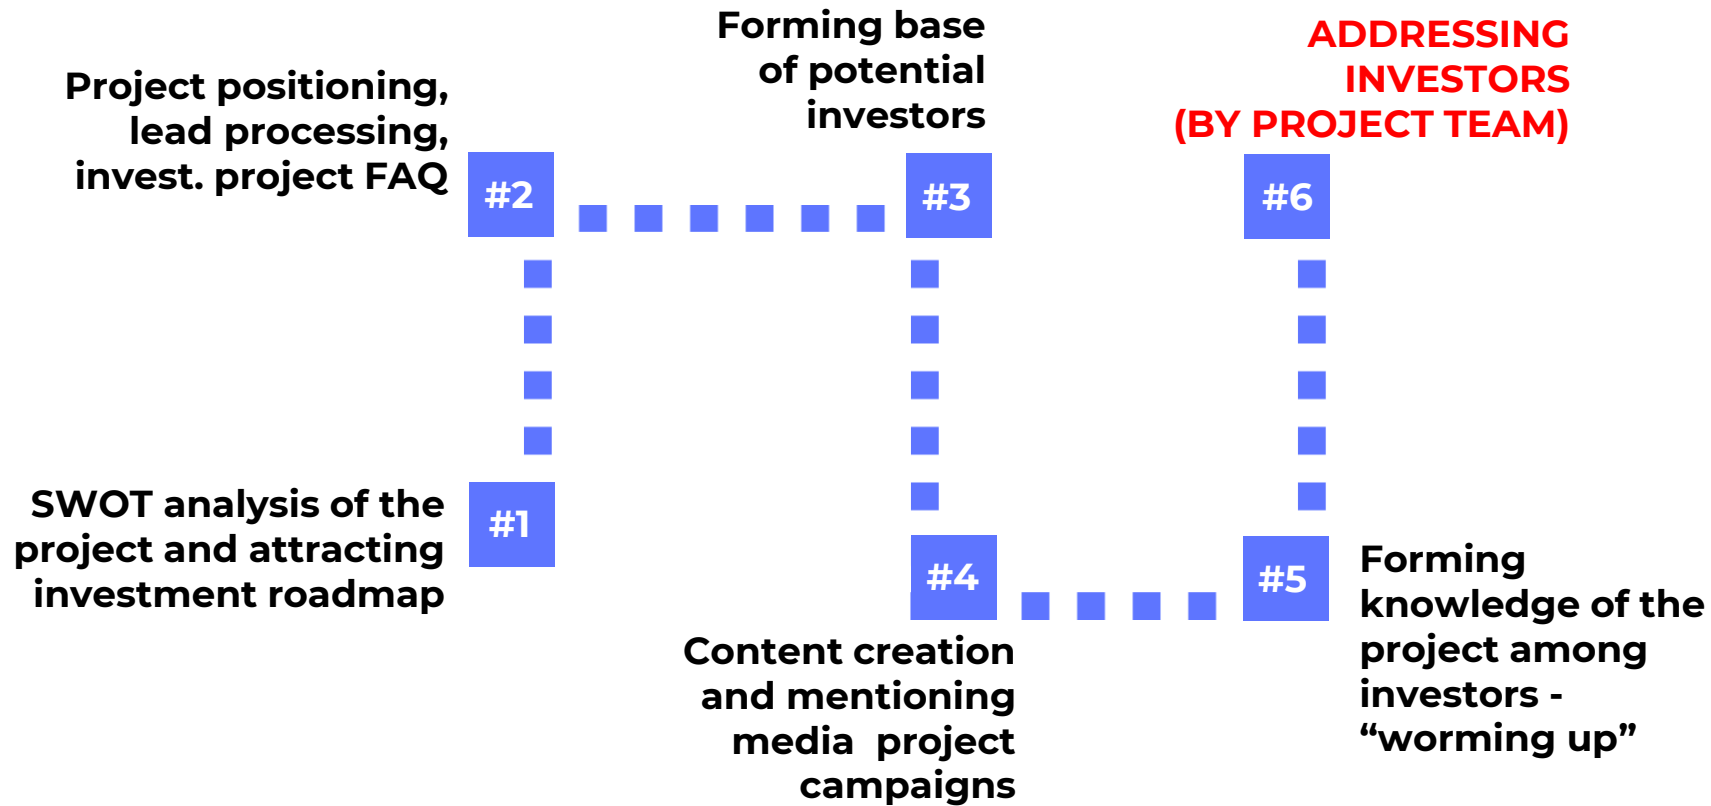 SWOT analysis of the
project and attracting
investment roadmap
#1
Project positioning,
lead processing,
invest. project FAQ
#2
Forming base
of potential
investors
#3
#4
Content creation
and mentioning
media project
campaigns
#5
Forming
knowledge of the
project among
investors -
“worming up”
ADDRESSING
INVESTORS
(BY PROJECT TEAM)
#6